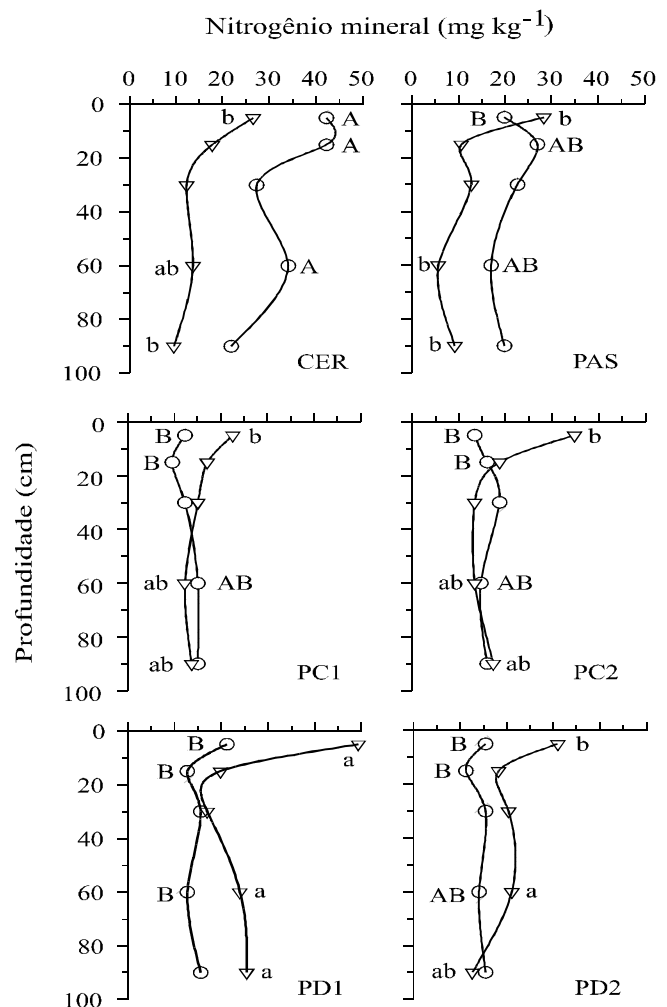 Nitrogênio mineral (mg kg-1)
0 10 20 30 40 50 10 20 30 40 50
0 b A B b
20 A AB
40
60 ab A b AB
80
100 b CER b PAS
Profundidade (cm)
0 B b b
20 B B
40
60 ab AB ab AB
80
100 ab PC1 ab PC2
0 B a B b
20 B B
40
60 B a AB a
80
100 a PD1 ab PD2